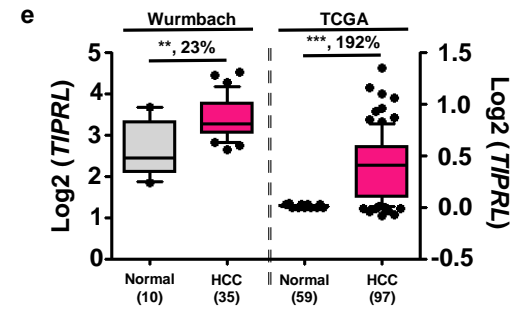 e
Wurmbach TCGA
**, 23% ***, 192%
5 1.5
4
1.0
3
0.5
2
0.0
1
0 -0.5
Log2 (TIPRL)
Log2 (TIPRL)
Normal HCC Normal HCC
(10) (35) (59) (97)